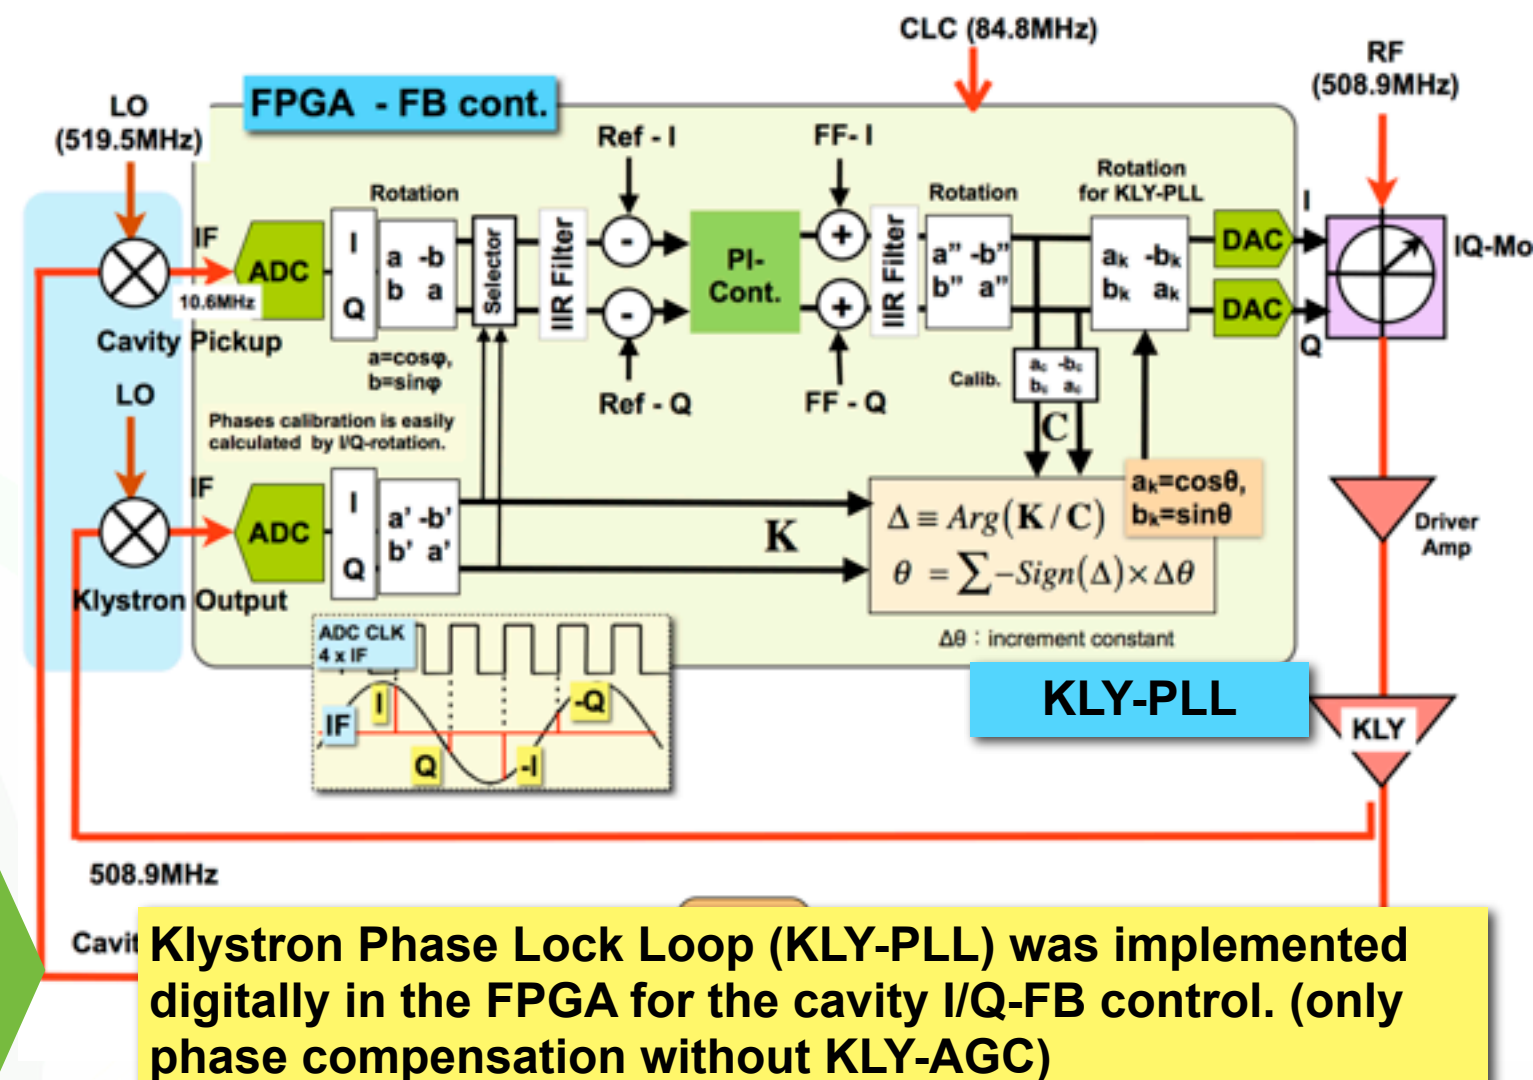 CLC (84.8MHz)
RF
(508.9MHz)
LO
(519.5MHz)
FPGA - FB cont.
Ref - I
FF- I
Rotation
for KLY-PLL
Rotation
Rotation
I
IF
ADC
I
Q
a -b
b a
Selector
IIR Filter
-
-
PI-
Cont.
+
+
IIR Filter
a” -b”
b” a”
aₖ -bₖ
bₖ aₖ
DAC
DAC
IQ-Mo
10.6MHz
Cavity Pickup
Q
a=cosφ,
b=sinφ
Calib.
a꜀ -b꜀
b꜀ a꜀
LO
Ref - Q
FF - Q
Phases calibration is easily
calculated by I/Q-rotation.
C
IF
ADC
I
Q
a’ -b’
b’ a’
K
Δ ≡ Arg(K / C)
θ = ∑−Sign(Δ)× Δθ
aₖ=cosθ,
bₖ=sinθ
Driver
Amp
Klystron Output
Δθ : increment constant
ADC CLK
4 x IF
IF
I
Q
-I
-Q
KLY-PLL
KLY
508.9MHz
Klystron Phase Lock Loop (KLY-PLL) was implemented
digitally in the FPGA for the cavity I/Q-FB control. (only
phase compensation without KLY-AGC)